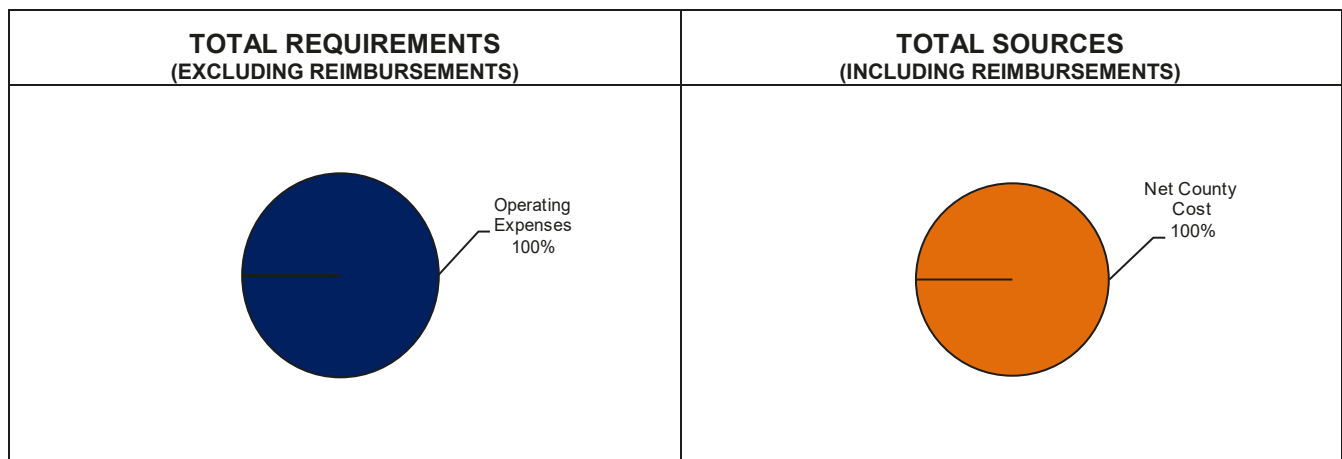 TOTAL REQUIREMENTS
(EXCLUDING REIMBURSEMENTS)
TOTAL SOURCES
(INCLUDING REIMBURSEMENTS)
Operating
Expenses
100%
Net County
Cost
100%